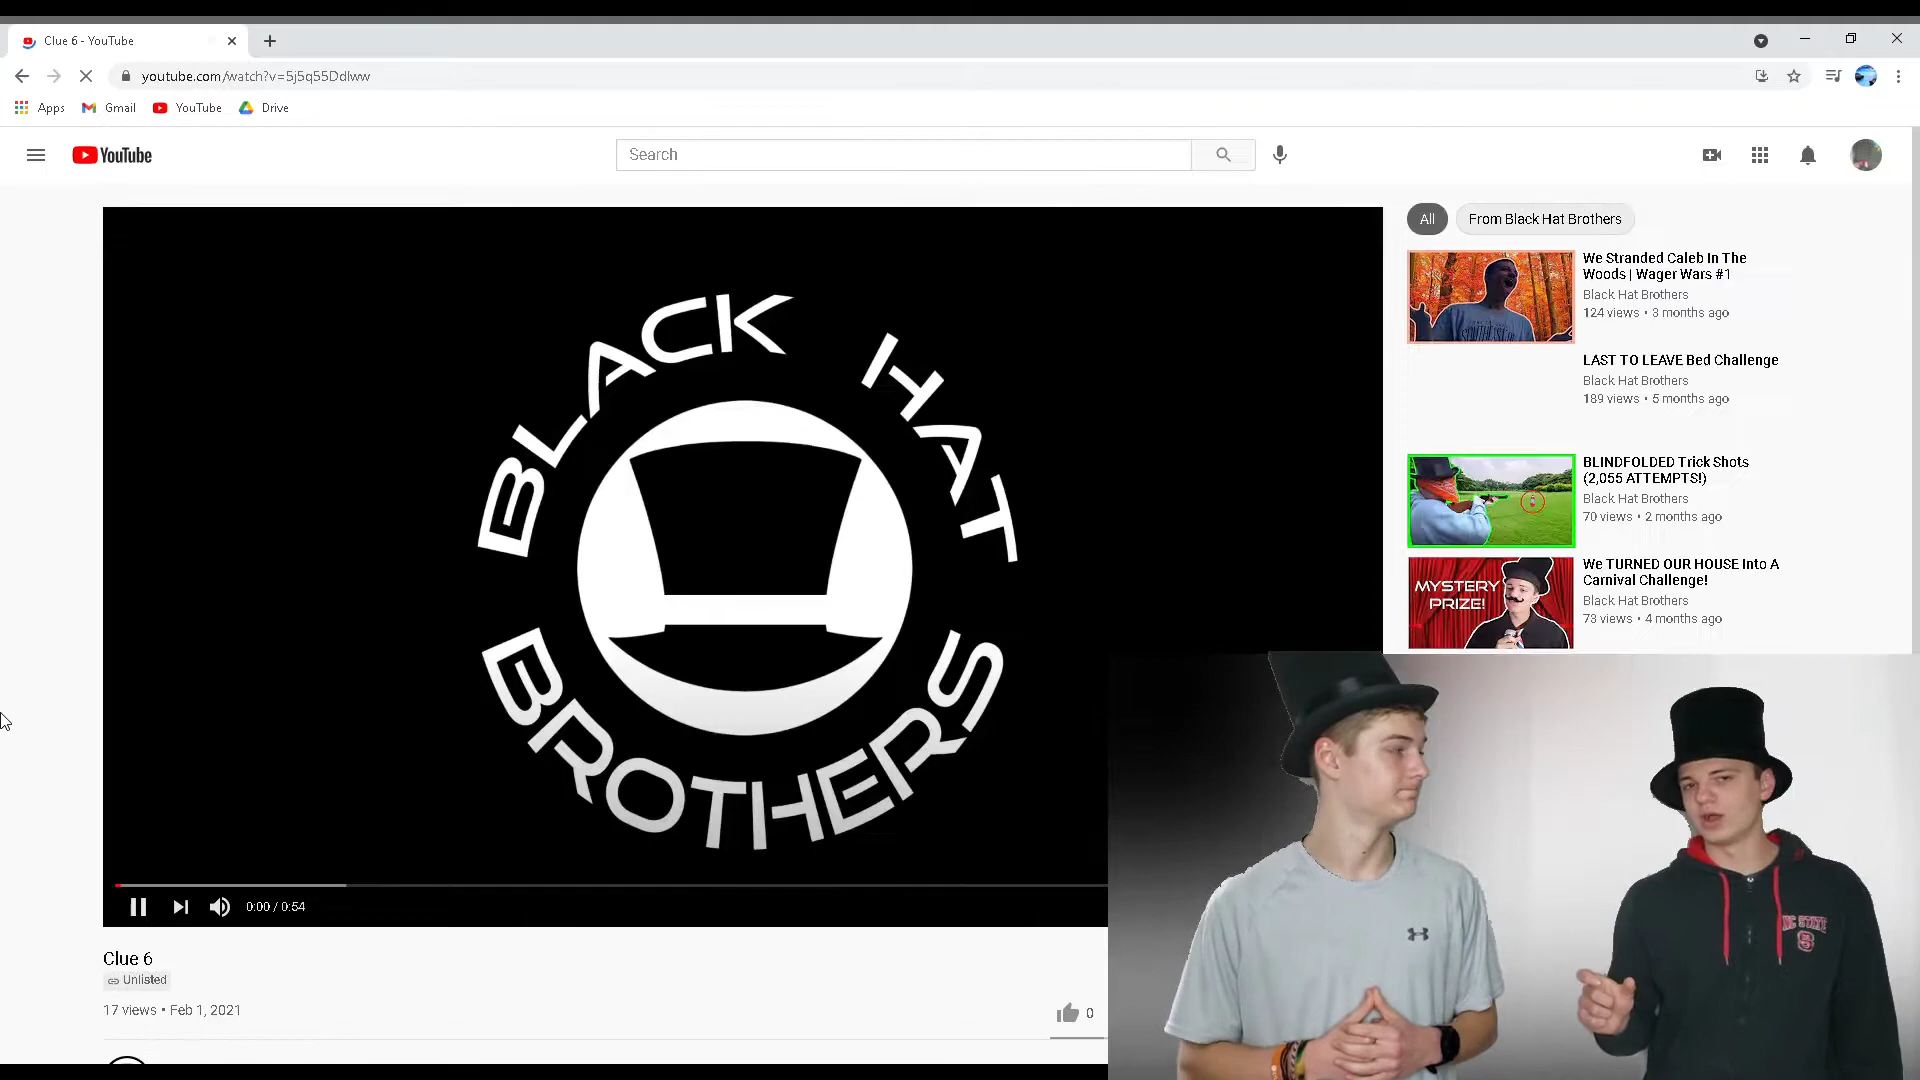 Clue 6 - YouTube
youtube.com/watch?v=5j5q55Ddlww
Apps
Gmail
YouTube
Drive
YouTube
Search
BLACK HAT
BROTHERS
0:00 / 0:54
Clue 6
Unlisted
17 views • Feb 1, 2021
0
All
From Black Hat Brothers
We Stranded Caleb In The
Woods | Wager Wars #1
Black Hat Brothers
124 views • 3 months ago
LAST TO LEAVE Bed Challenge
Black Hat Brothers
189 views • 5 months ago
BLINDFOLDED Trick Shots
(2,055 ATTEMPTS!)
Black Hat Brothers
70 views • 2 months ago
MYSTERY
PRIZE!
We TURNED OUR HOUSE Into A
Carnival Challenge!
Black Hat Brothers
73 views • 4 months ago
NC STATE
S